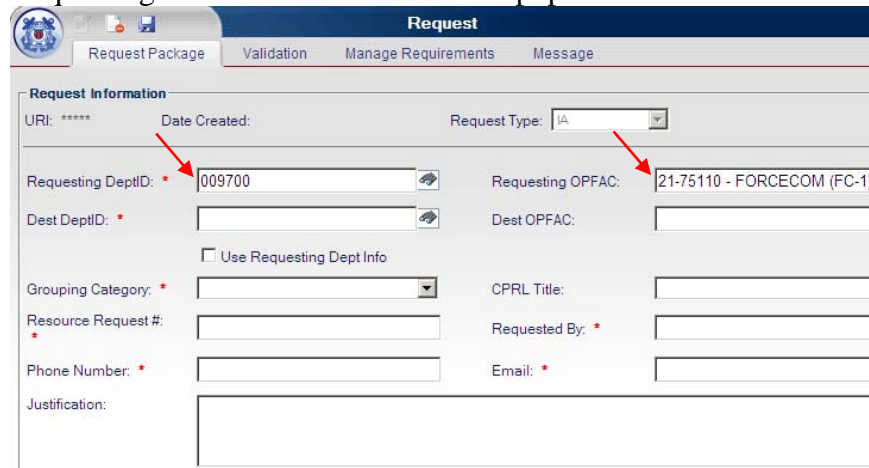 Request
Request Package Validation Manage Requirements Message
Request Information
URI: ***** Date Created: Request Type: IA
Requesting DeptID: * 009700 Requesting OPFAC: 21-75110 - FORCECOM (FC-1)
Dest DeptID: * Dest OPFAC:
Use Requesting Dept Info
Grouping Category: * CPRL Title:
Resource Request #: * Requested By: *
Phone Number: * Email: *
Justification: